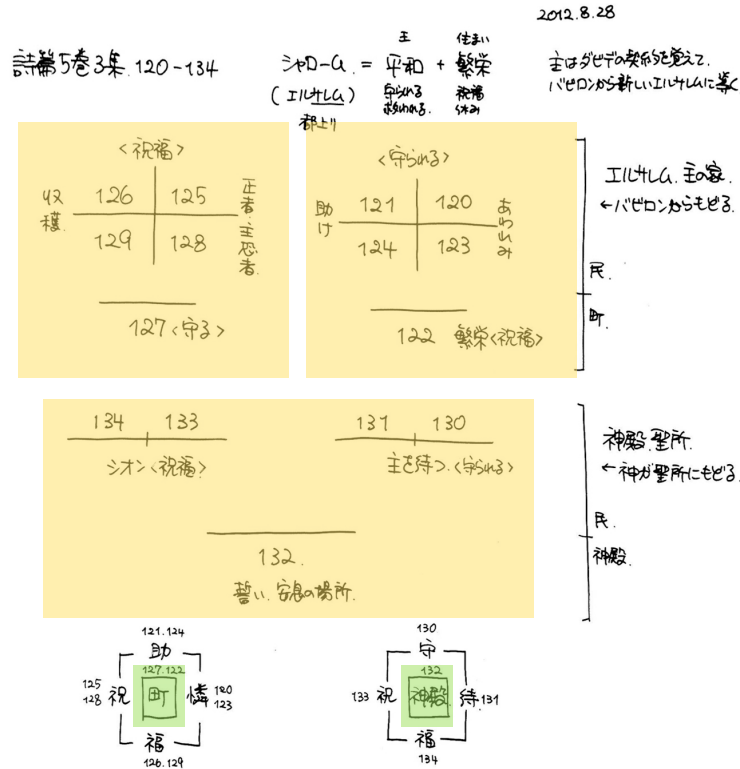 2012.8.28
詩篇5巻3集. 120-134
主 住まい
シャローム = 平和 + 繁栄
(エルサレム) 守られる 祝福
都上り 救われる. 休み
主はダビデの契約を覚えて.
バビロンから新しいエルサレムに導く
<祝福>
収穫. 126 125 正者・主恐者.
129 128
127<守る>
<守られる>
助け 121 120 あわれみ
124 123
122 繁栄<祝福>
エルサレム. 主の家.
←バビロンからもどる.
民.
町.
134 133
シオン<祝福>
131 130
主を待つ.<守られる>
132.
誓い. 安息の場所.
神殿. 聖所.
←神が聖所にもどる.
民.
神殿.
121.124
助
127.122
125 128 祝 町 憐 120 123
福
126.129
130
守
132
133 祝 神殿 待 131
福
134